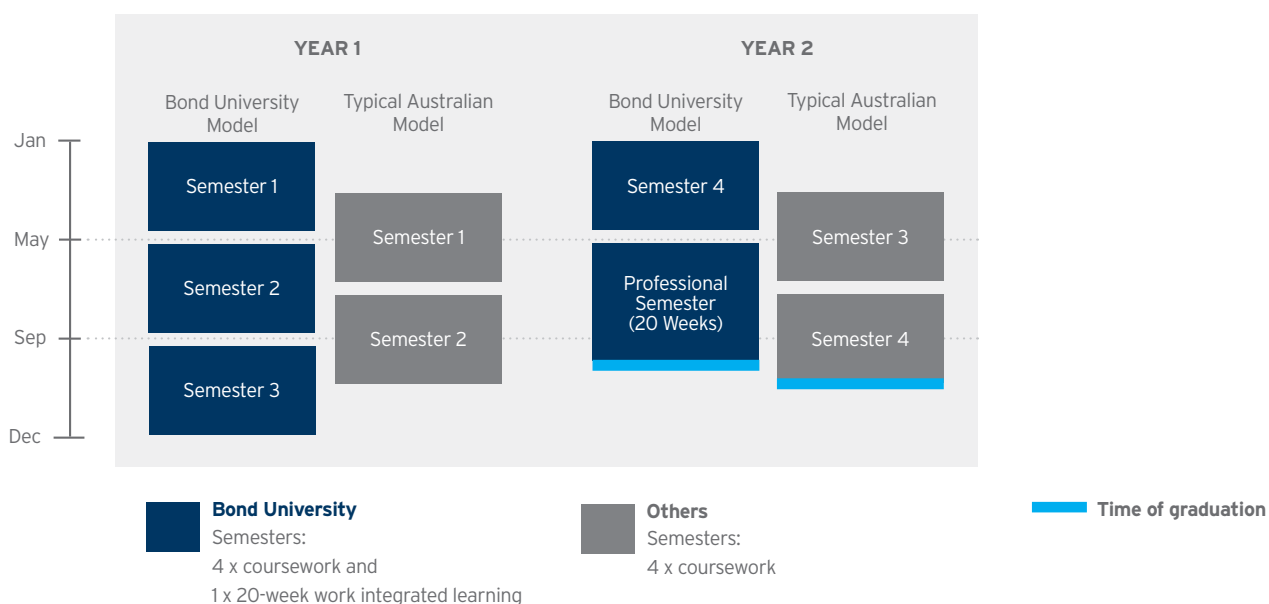 YEAR 1
YEAR 2
Bond University
Model
Typical Australian
Model
Bond University
Model
Typical Australian
Model
Jan
May
Sep
Dec
Semester 1
Semester 2
Semester 3
Semester 1
Semester 2
Semester 4
Professional
Semester
(20 Weeks)
Semester 3
Semester 4
Bond University
Semesters:
4 x coursework and
1 x 20-week work integrated learning
Others
Semesters:
4 x coursework
Time of graduation